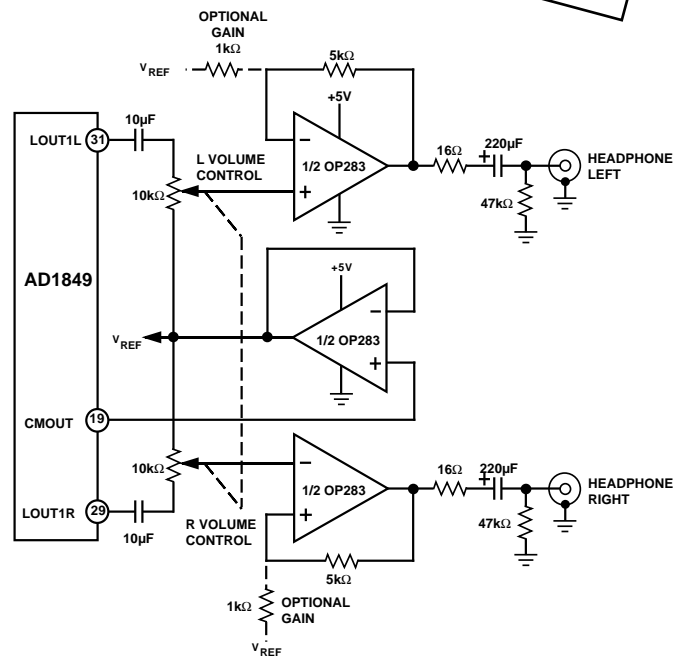 OPTIONAL
GAIN
1kΩ
VREF
5kΩ
+5V
10µF
LOUT1L
31
L VOLUME
CONTROL
−
1/2 OP283
+
16Ω
220µF
+
HEADPHONE
LEFT
47kΩ
10kΩ
AD1849
+5V
−
1/2 OP283
+
VREF
CMOUT
19
10kΩ
−
1/2 OP283
+
16Ω
220µF
+
HEADPHONE
RIGHT
47kΩ
LOUT1R
29
10µF
R VOLUME
CONTROL
5kΩ
1kΩ
OPTIONAL
GAIN
VREF